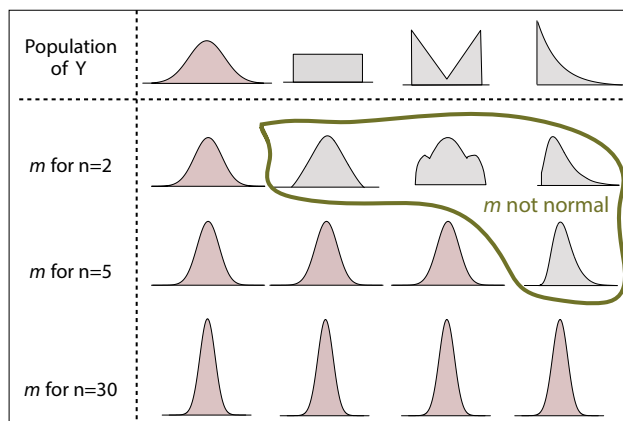 Population
of Y
m for n=2
m not normal
m for n=5
m for n=30